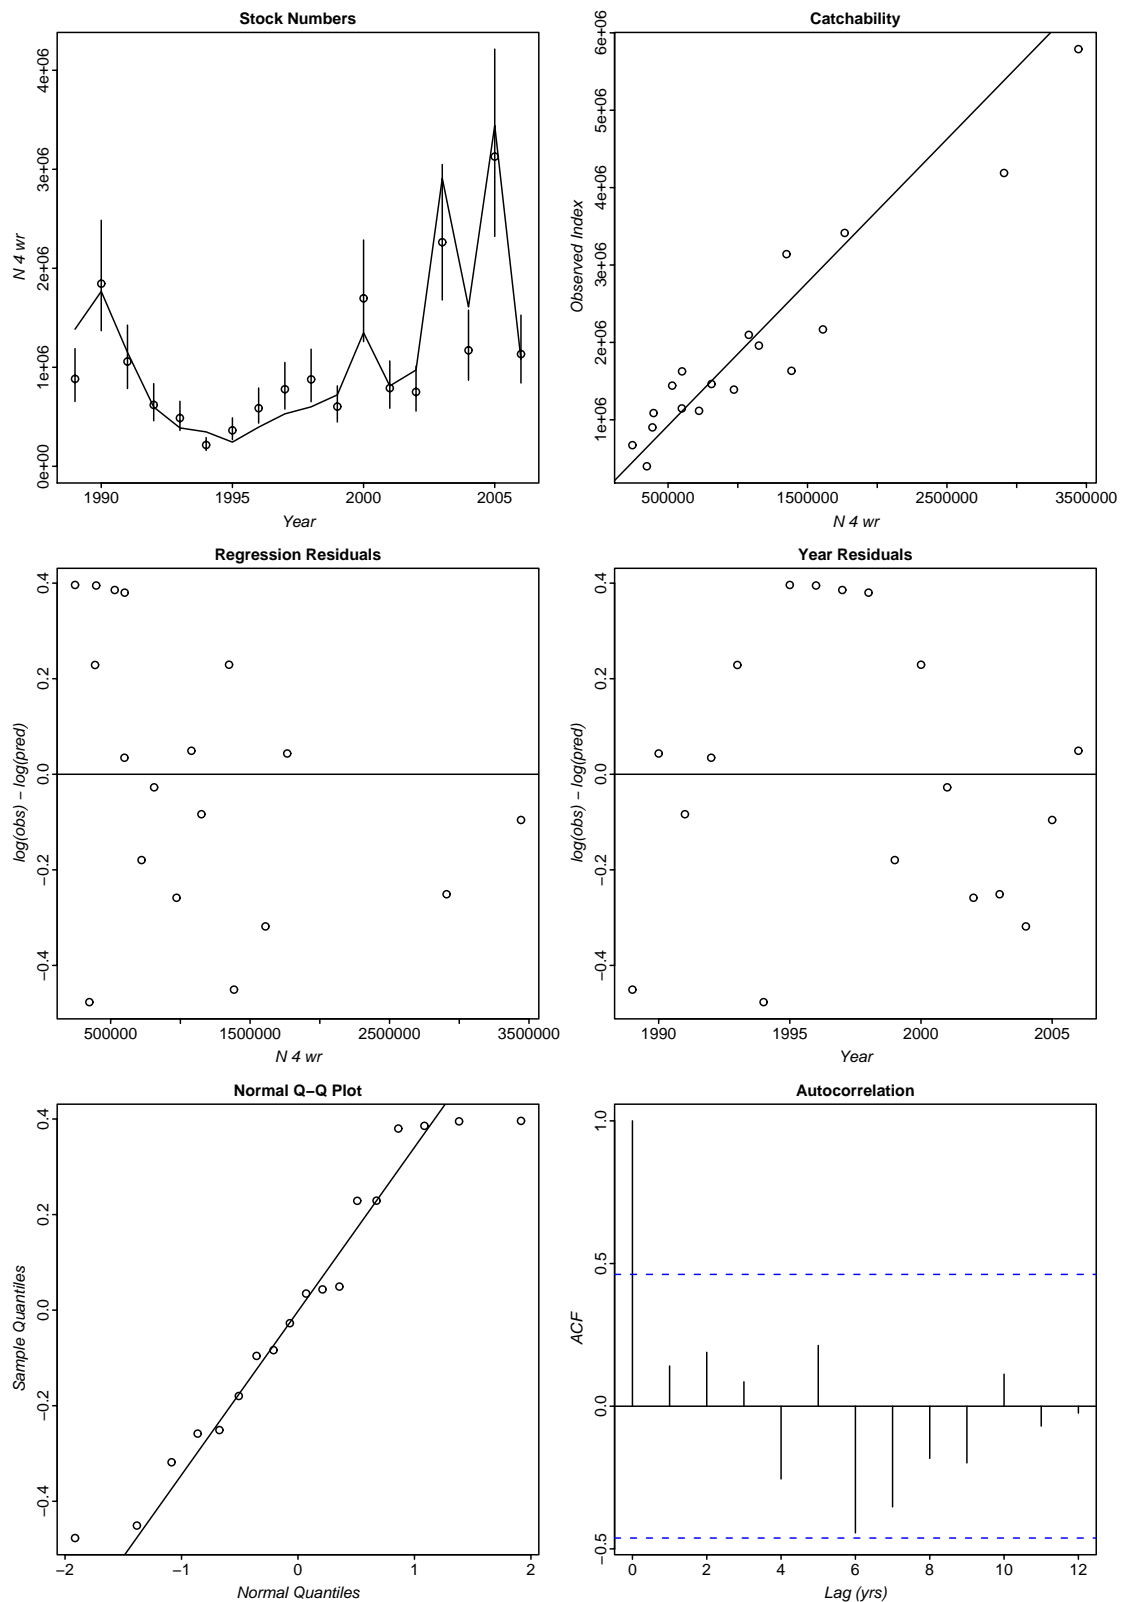 Stock Numbers
N 4 wr
0e+00 1e+06 2e+06 3e+06 4e+06
1990 1995 2000 2005
Year
Catchability
Observed Index
1e+06 2e+06 3e+06 4e+06 5e+06 6e+06
500000 1500000 2500000 3500000
N 4 wr
Regression Residuals
log(obs) − log(pred)
−0.4 −0.2 0.0 0.2 0.4
500000 1500000 2500000 3500000
N 4 wr
Year Residuals
log(obs) − log(pred)
−0.4 −0.2 0.0 0.2 0.4
1990 1995 2000 2005
Year
Normal Q−Q Plot
Sample Quantiles
−0.4 −0.2 0.0 0.2 0.4
−2 −1 0 1 2
Normal Quantiles
Autocorrelation
ACF
−0.5 0.0 0.5 1.0
0 2 4 6 8 10 12
Lag (yrs)